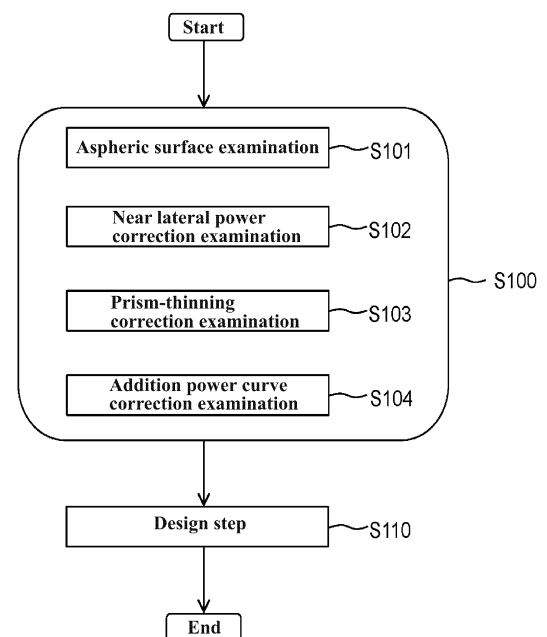 Start
Aspheric surface examination
S101
Near lateral power
correction examination
S102
Prism-thinning
correction examination
S103
Addition power curve
correction examination
S104
S100
Design step
S110
End